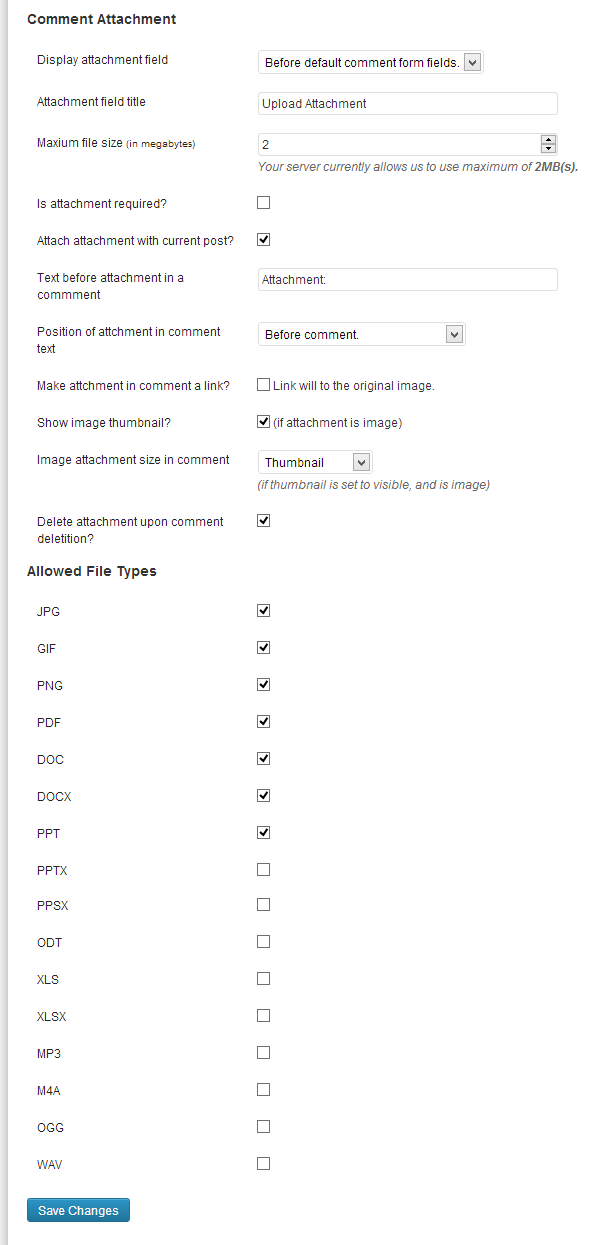 Comment Attachment
Display attachment field
Before default comment form fields.
Attachment field title
Upload Attachment
Maxium file size (in megabytes)
2
Your server currently allows us to use maximum of 2MB(s).
Is attachment required?
Attach attachment with current post?
Text before attachment in a
commment
Attachment:
Position of attchment in comment
text
Before comment.
Make attchment in comment a link?
Link will to the original image.
Show image thumbnail?
(if attachment is image)
Image attachment size in comment
Thumbnail
(if thumbnail is set to visible, and is image)
Delete attachment upon comment
deletition?
Allowed File Types
JPG
GIF
PNG
PDF
DOC
DOCX
PPT
PPTX
PPSX
ODT
XLS
XLSX
MP3
M4A
OGG
WAV
Save Changes